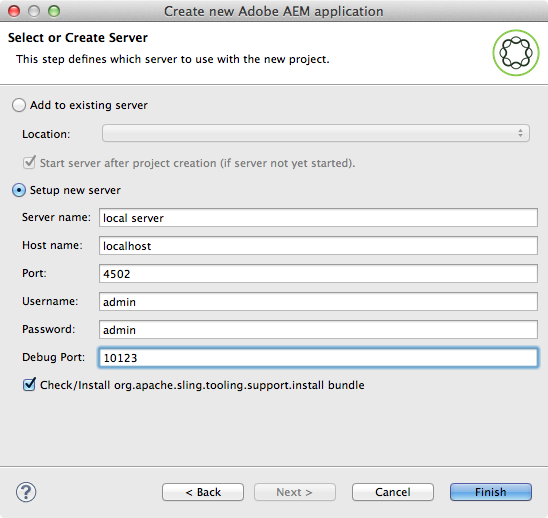 Create new Adobe AEM application
Select or Create Server
This step defines which server to use with the new project.
Add to existing server
Location:
Start server after project creation (if server not yet started).
Setup new server
Server name: local server
Host name: localhost
Port: 4502
Username: admin
Password: admin
Debug Port: 10123
Check/Install org.apache.sling.tooling.support.install bundle
? < Back Next > Cancel Finish